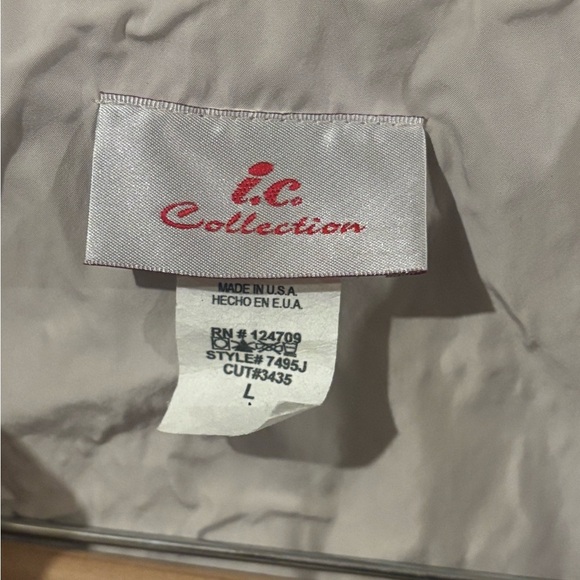 i.c.
Collection
MADE IN U.S.A.
HECHO EN E.U.A.
RN # 124709
STYLE# 7495J
CUT#3435
L